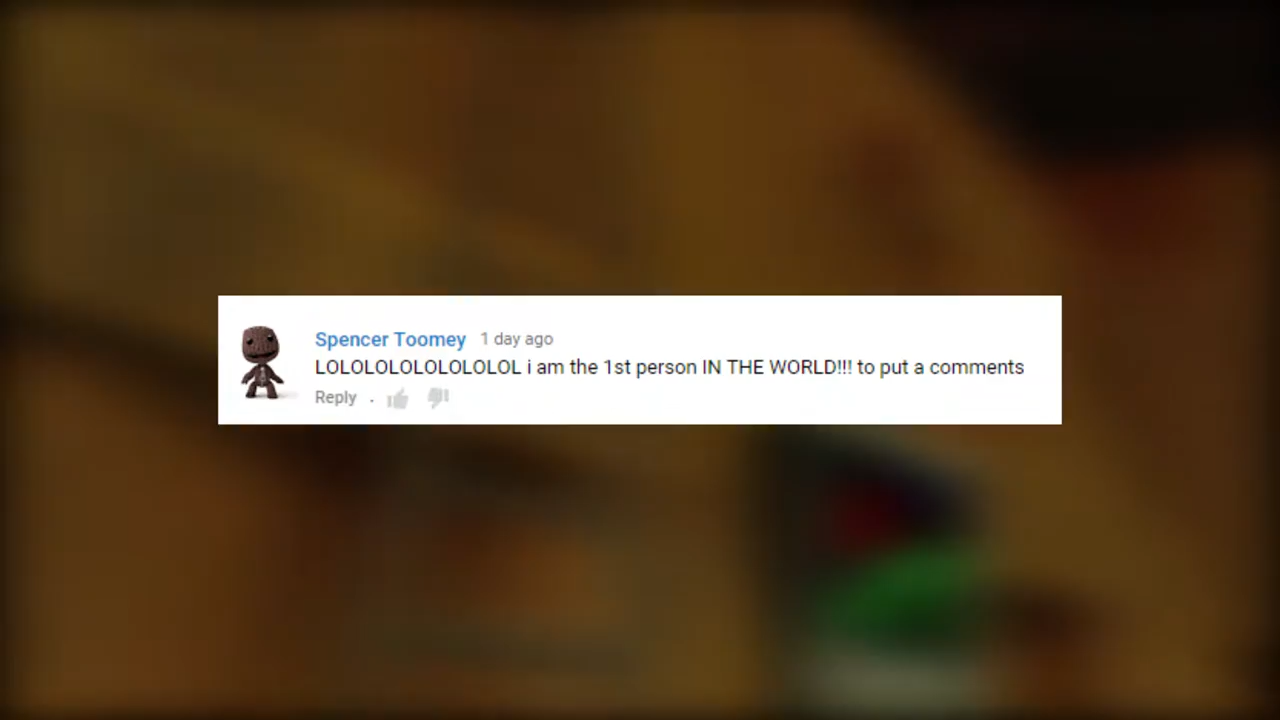 Spencer Toomey 1 day ago
LOLOLOLOLOLOLOLOL i am the 1st person IN THE WORLD!!! to put a comments
Reply .